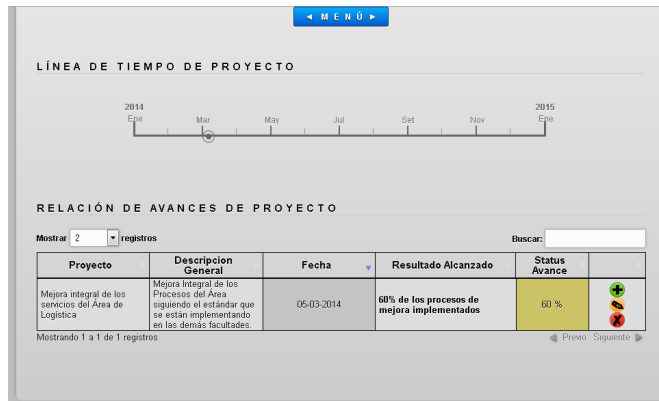 ◄ MENÚ ►
LÍNEA DE TIEMPO DE PROYECTO
2014 2015
Ene Mar May Jul Set Nov Ene
RELACIÓN DE AVANCES DE PROYECTO
Mostrar 2 registros Buscar:
Proyecto Descripcion General Fecha Resultado Alcanzado Status Avance
Mejora integral de los
servicios del Área de
Logística
Mejora Integral de los
Procesos del Área
siguiendo el estándar que
se están implementando
en las demás facultades.
05-03-2014
60% de los procesos de
mejora implementados
60 %
Mostrando 1 a 1 de 1 registros Previo Siguiente